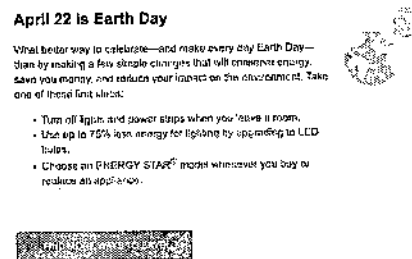 April 22 is Earth Day
What better way to celebrate—and make every day Earth Day—
than by making a few simple changes that will conserve energy,
save you money, and reduce your impact on the environment. Take
one of these first steps:
• Turn off lights and power strips when you leave a room.
• Use up to 75% less energy for lighting by upgrading to LED
bulbs.
• Choose an ENERGY STAR® model whenever you buy or
replace an appliance.